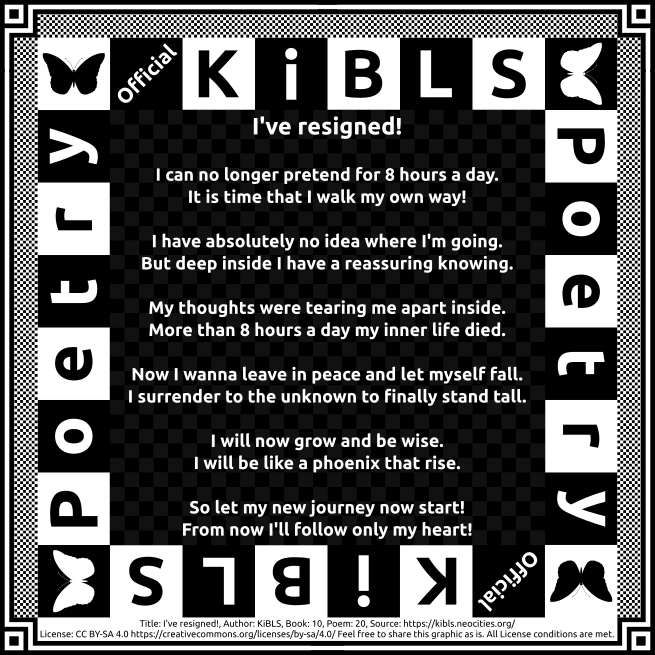 Official KiBLS
Poetry
Poetry
I've resigned!
I can no longer pretend for 8 hours a day.
It is time that I walk my own way!
I have absolutely no idea where I'm going.
But deep inside I have a reassuring knowing.
My thoughts were tearing me apart inside.
More than 8 hours a day my inner life died.
Now I wanna leave in peace and let myself fall.
I surrender to the unknown to finally stand tall.
I will now grow and be wise.
I will be like a phoenix that rise.
So let my new journey now start!
From now I'll follow only my heart!
Official KiBLS
Title: I've resigned!, Author: KiBLS, Book: 10, Poem: 20, Source: https://kibls.neocities.org/
License: CC BY-SA 4.0 https://creativecommons.org/licenses/by-sa/4.0/ Feel free to share this graphic as is. All License conditions are met.